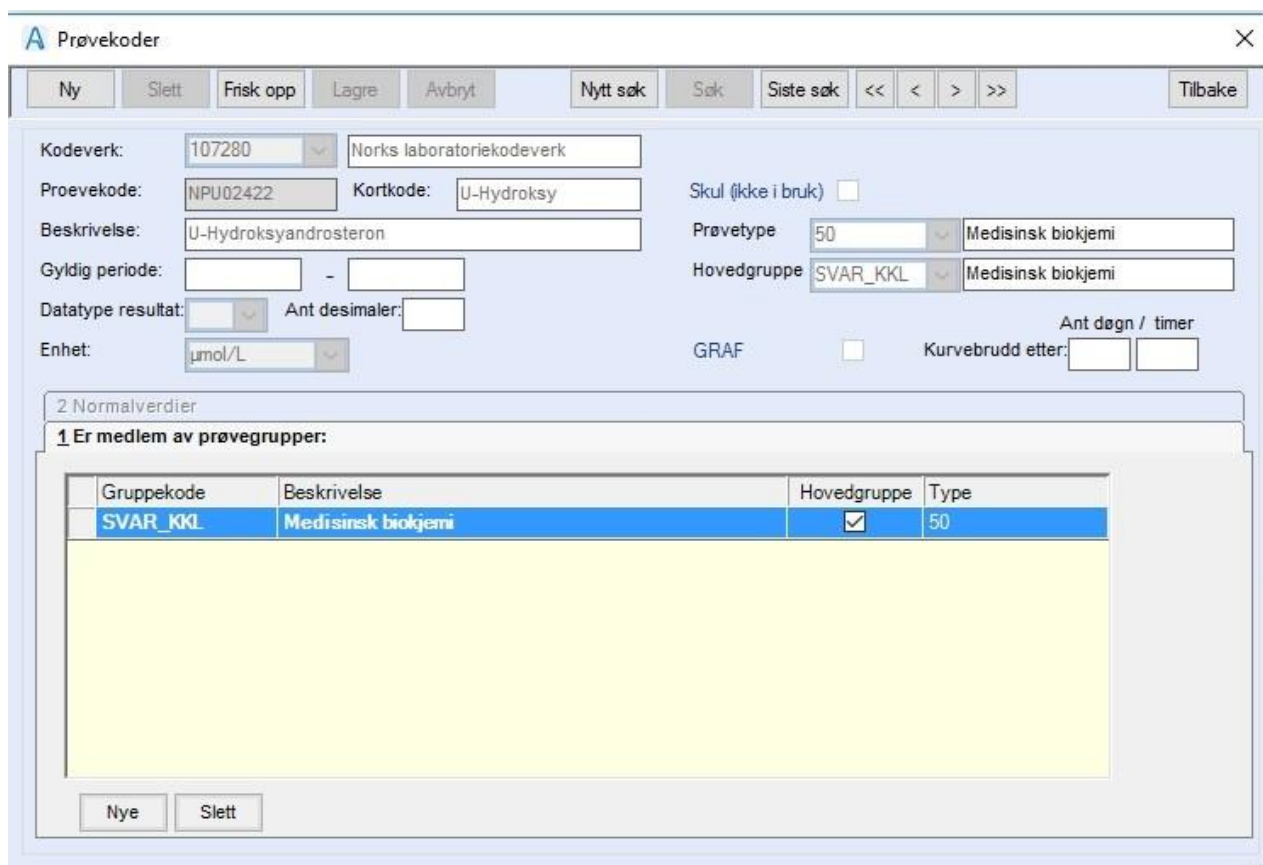 Prøvekoder
Ny Slett Frisk opp Lagre Avbryt Nytt søk Søk Siste søk << < > >> Tilbake
Kodeverk: 107280 Norks laboratoriekodeverk
Proevekode: NPU02422 Kortkode: U-Hydroksy Skul (ikke i bruk)
Beskrivelse: U-Hydroksyandrosteron Prøvetype 50 Medisinsk biokjemi
Gyldig periode: - Hovedgruppe SVAR_KKL Medisinsk biokjemi
Datatype resultat: Ant desimaler: Ant døgn / timer
Enhet: µmol/L GRAF Kurvebrudd etter:
2 Normalverdier
1 Er medlem av prøvegrupper:
Gruppekode Beskrivelse Hovedgruppe Type
SVAR_KKL Medisinsk biokjemi 50
Nye Slett